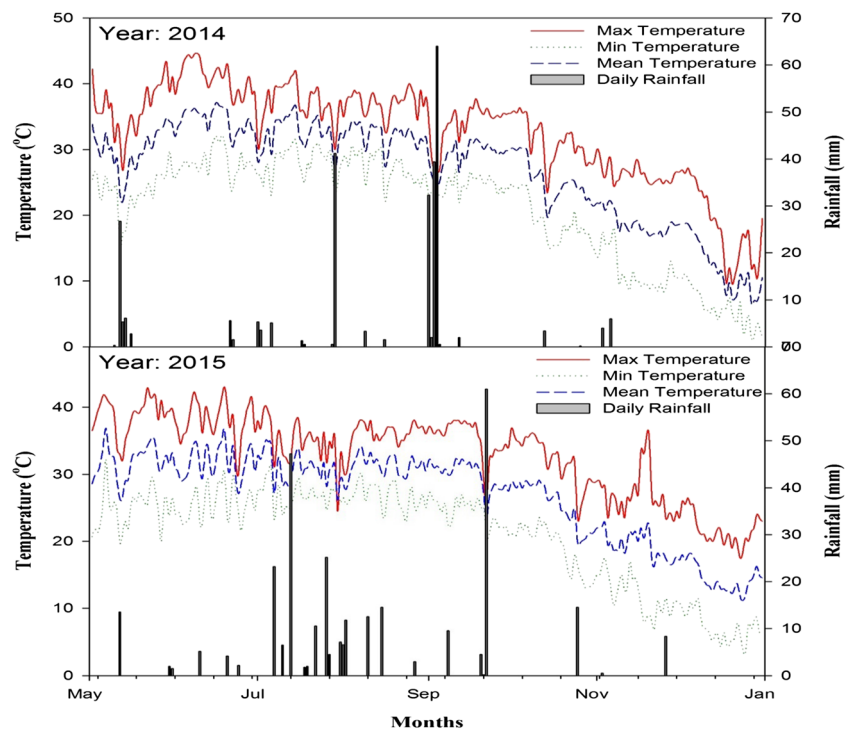 Year: 2014
Max Temperature
Min Temperature
Mean Temperature
Daily Rainfall
50
40
30
20
10
0
70
60
50
40
30
20
10
0
Temperature (⁰C)
Rainfall (mm)
Year: 2015
Max Temperature
Min Temperature
Mean Temperature
Daily Rainfall
40
30
20
10
0
70
60
50
40
30
20
10
0
Temperature (⁰C)
Rainfall (mm)
May Jul Sep Nov Jan
Months